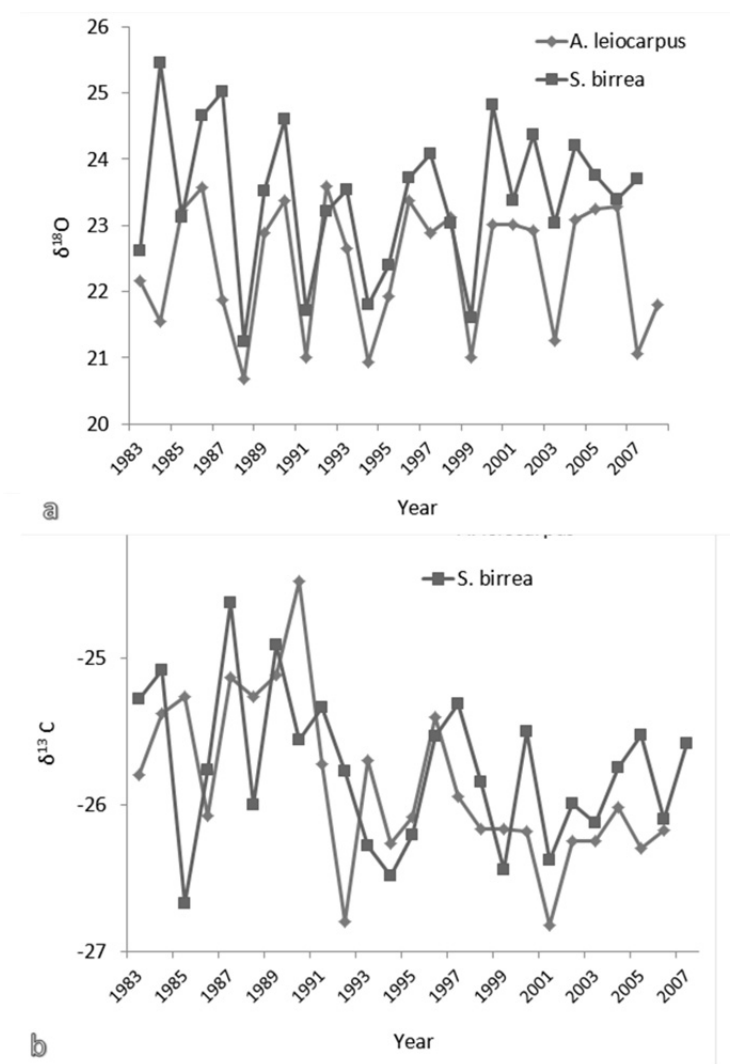 26
A. leiocarpus
S. birrea
25
24
23
22
21
20
δ¹⁸O
1983 1985 1987 1989 1991 1993 1995 1997 1999 2001 2003 2005 2007
a
Year
S. birrea
-25
δ¹³ C
-26
-27
1983 1985 1987 1989 1991 1993 1995 1997 1999 2001 2003 2005 2007
b
Year